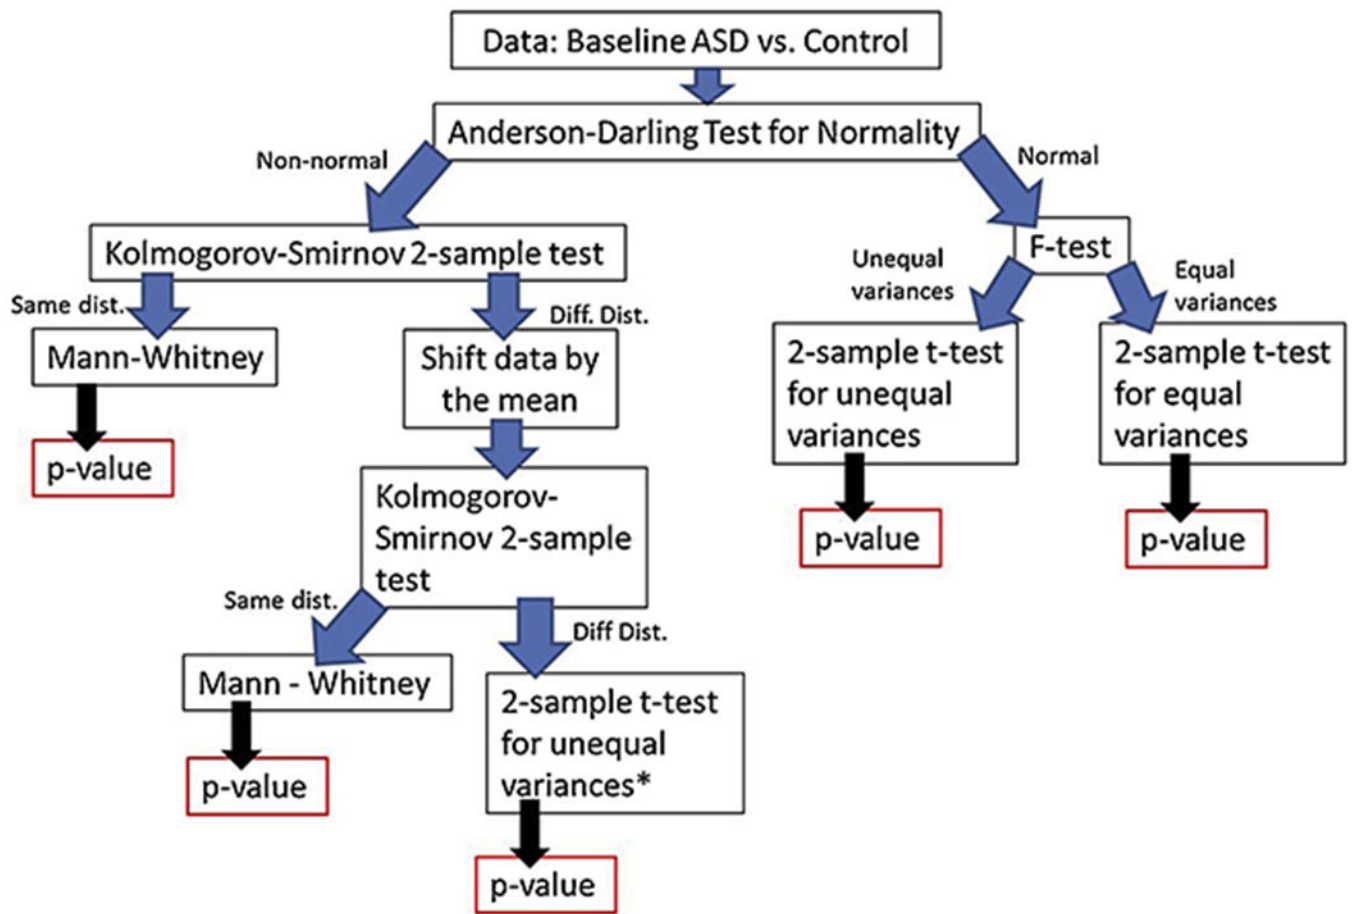 Data: Baseline ASD vs. Control
Anderson-Darling Test for Normality
Non-normal
Normal
Kolmogorov-Smirnov 2-sample test
F-test
Same dist.
Diff. Dist.
Unequal
variances
Equal
variances
Mann-Whitney
Shift data by
the mean
2-sample t-test
for unequal
variances
2-sample t-test
for equal
variances
p-value
Kolmogorov-
Smirnov 2-sample
test
p-value
p-value
Same dist.
Diff Dist.
Mann - Whitney
2-sample t-test
for unequal
variances*
p-value
p-value